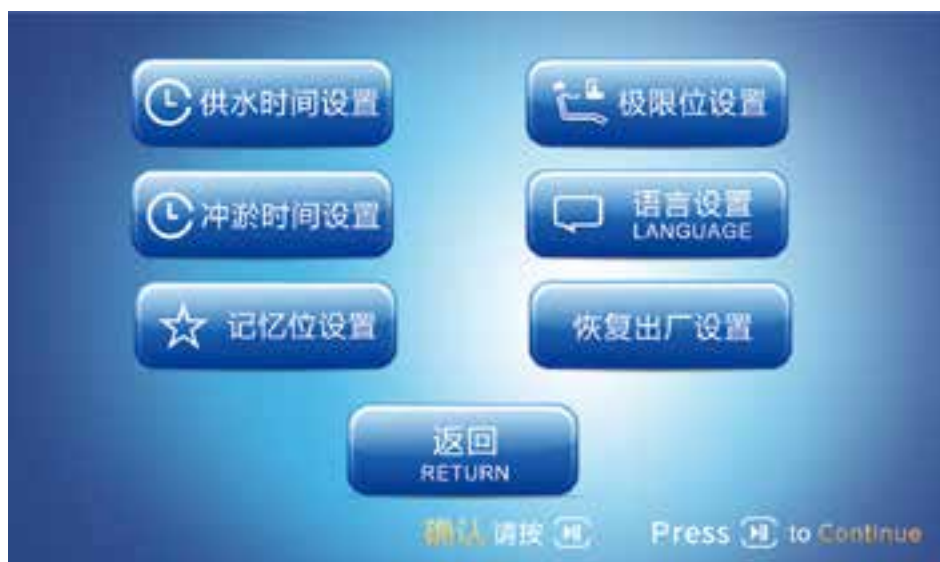 供水时间设置
极限位设置
冲淤时间设置
语言设置
LANGUAGE
记忆位设置
恢复出厂设置
返回
RETURN
确认 请按
Press to Continue